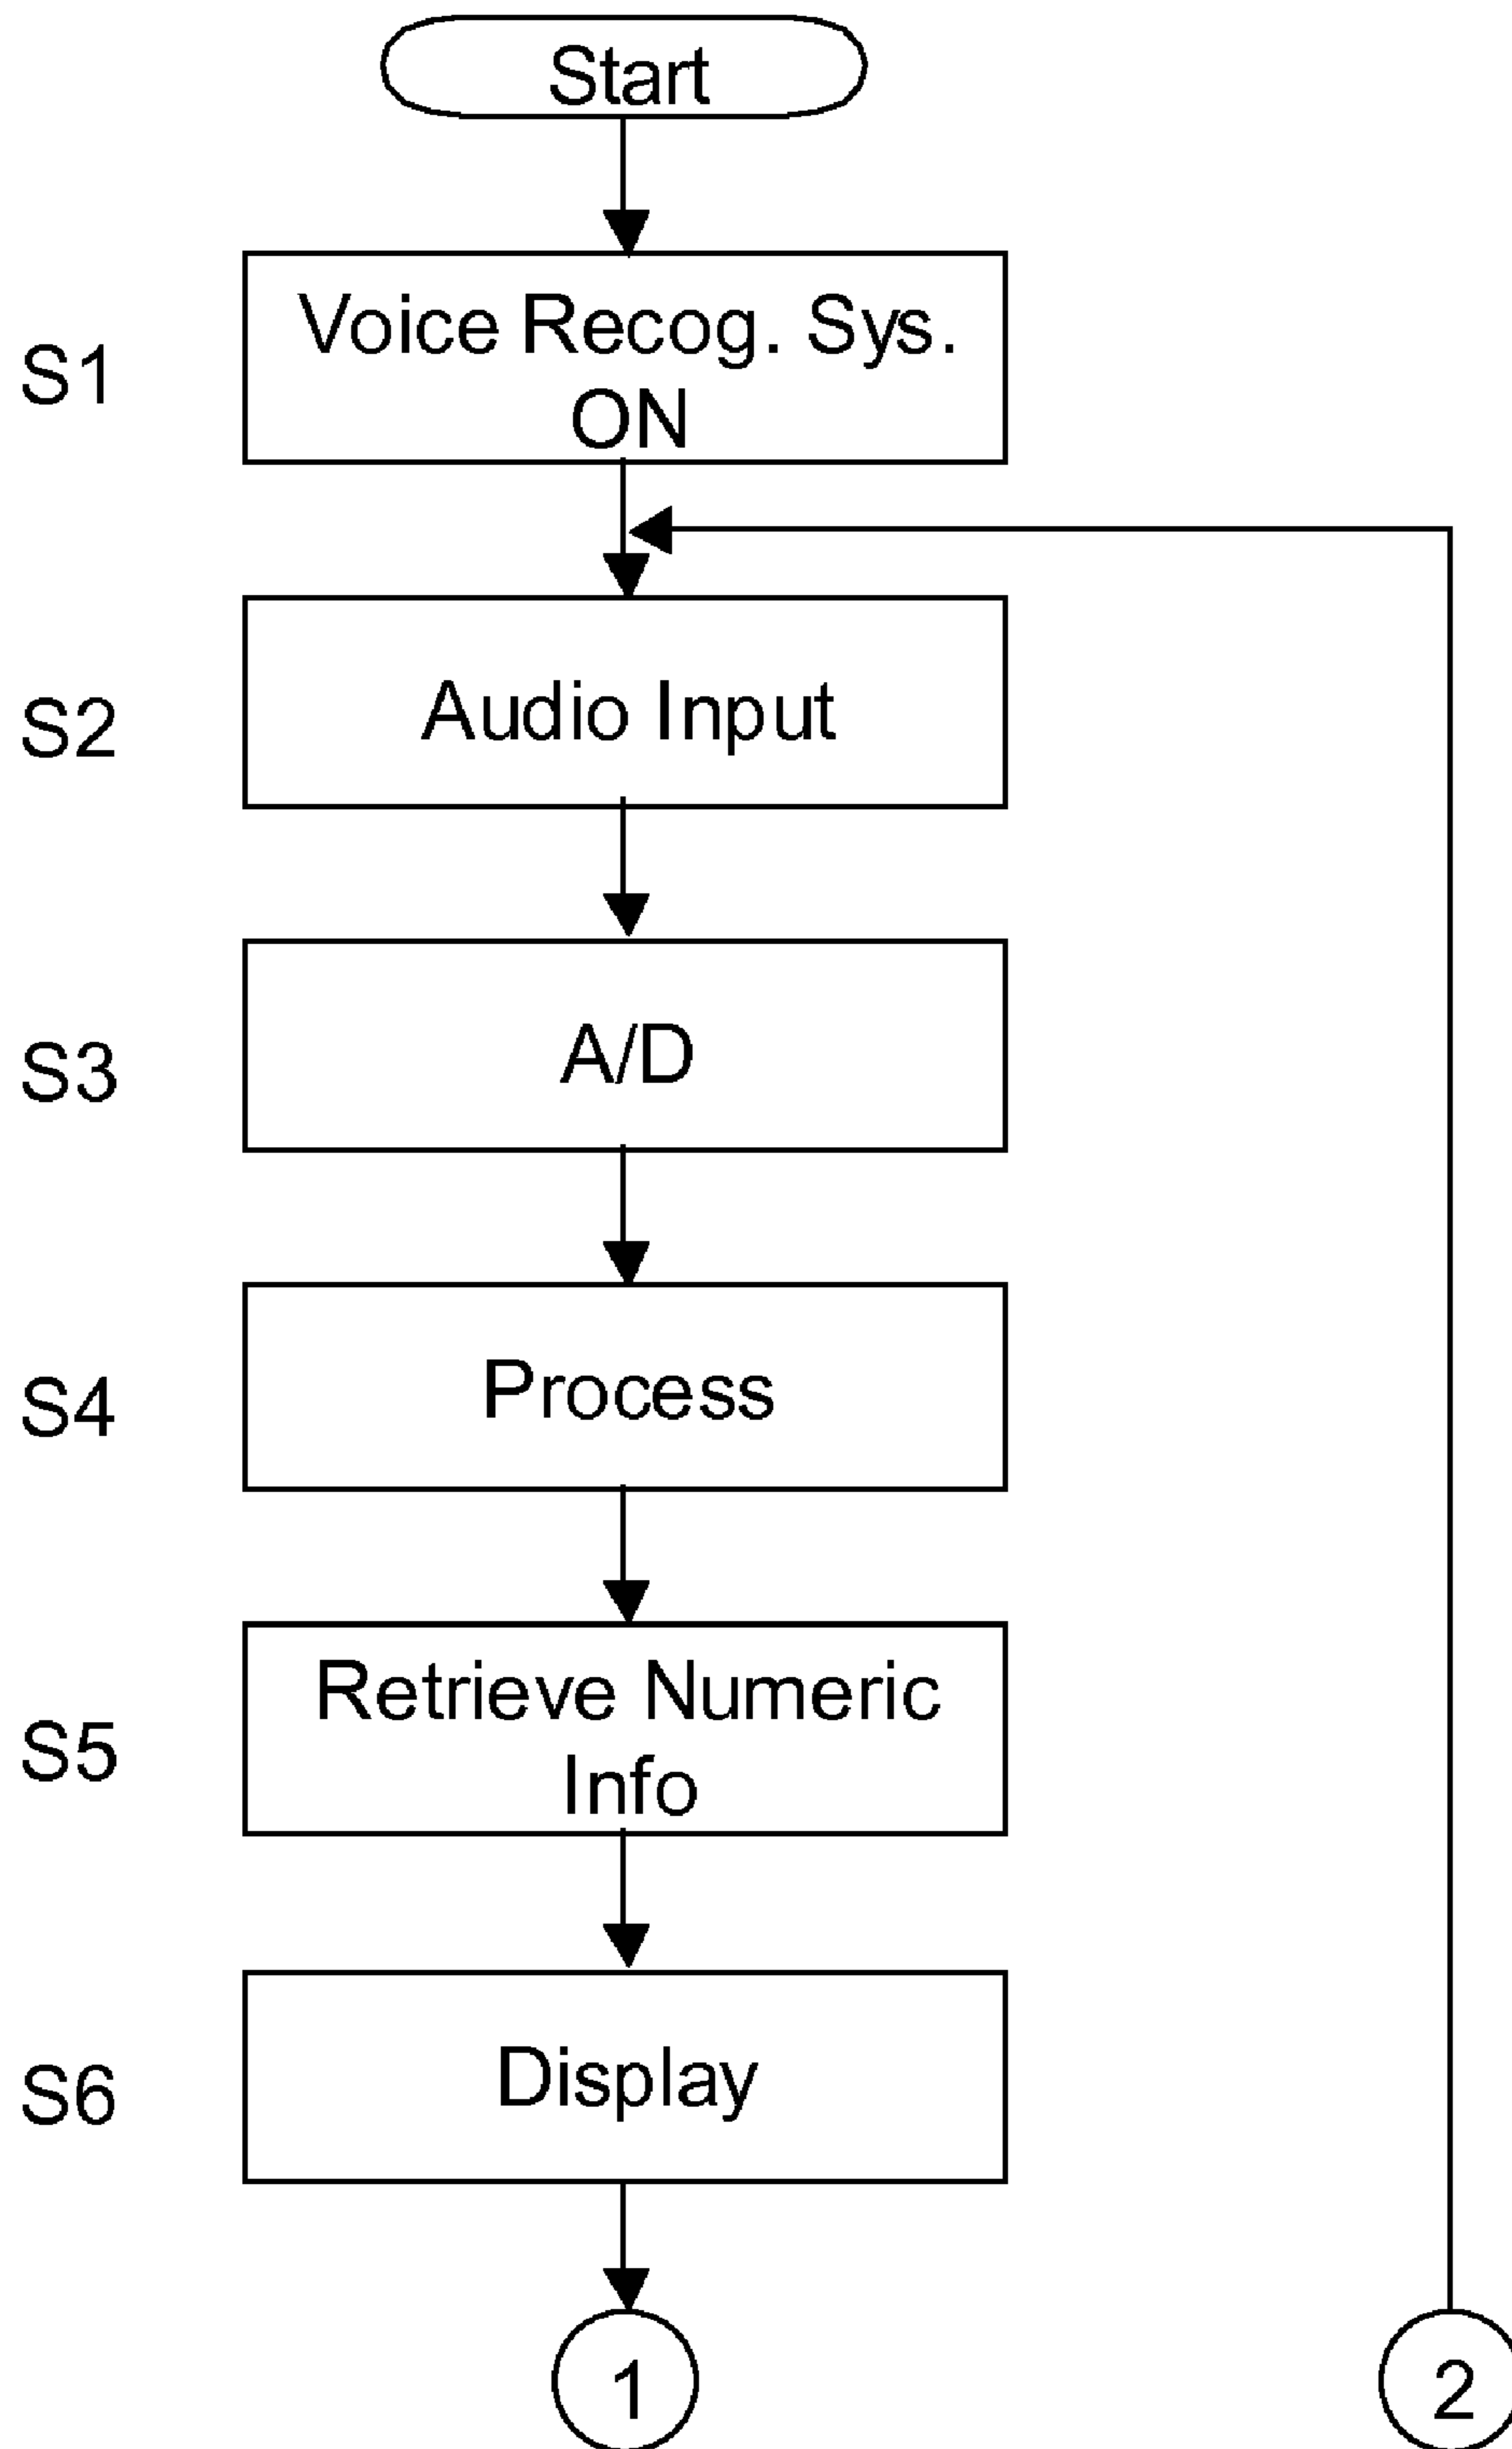 Start
S1
Voice Recog. Sys.
ON
S2
Audio Input
S3
A/D
S4
Process
S5
Retrieve Numeric
Info
S6
Display
1
2